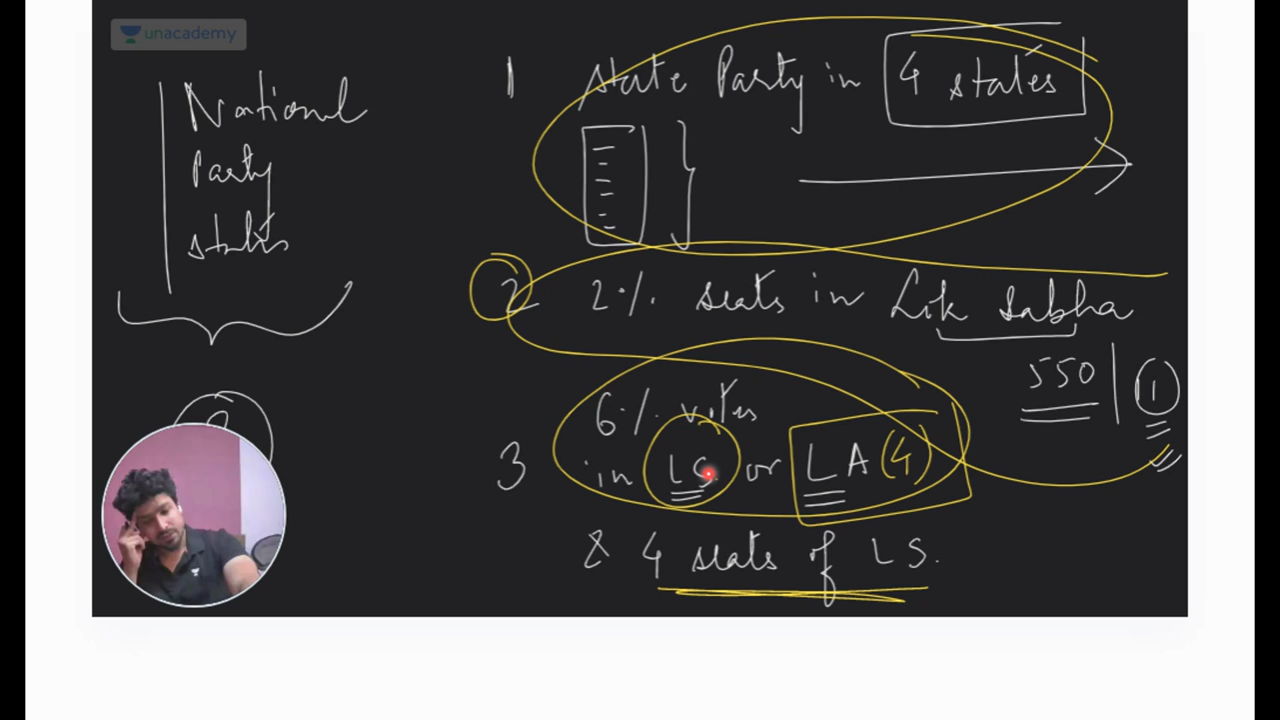 unacademy
National
Party
status
1 State Party in 4 states
2 2% seats in Lok Sabha
550 | 1
3 6% votes
in LS or LA (4)
& 4 seats of LS.